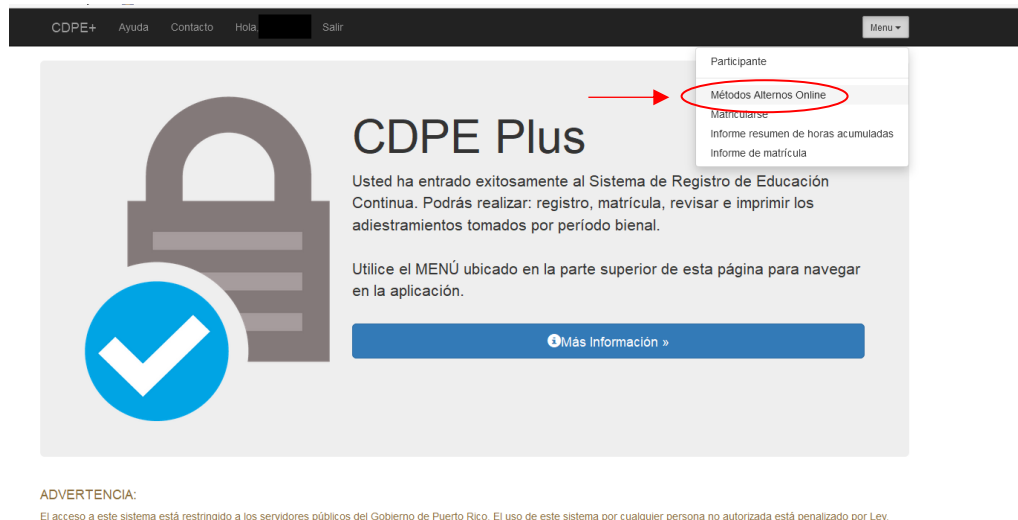 CDPE+ Ayuda Contacto Hola, Salir Menu
Participante
Métodos Alternos Online
Matricularse
Informe resumen de horas acumuladas
Informe de matrícula
CDPE Plus
Usted ha entrado exitosamente al Sistema de Registro de Educación
Continua. Podrás realizar: registro, matrícula, revisar e imprimir los
adiestramientos tomados por período bienal.
Utilice el MENÚ ubicado en la parte superior de esta página para navegar
en la aplicación.
Más Información »
ADVERTENCIA:
El acceso a este sistema está restringido a los servidores públicos del Gobierno de Puerto Rico. El uso de este sistema por cualquier persona no autorizada está penalizado por Ley.